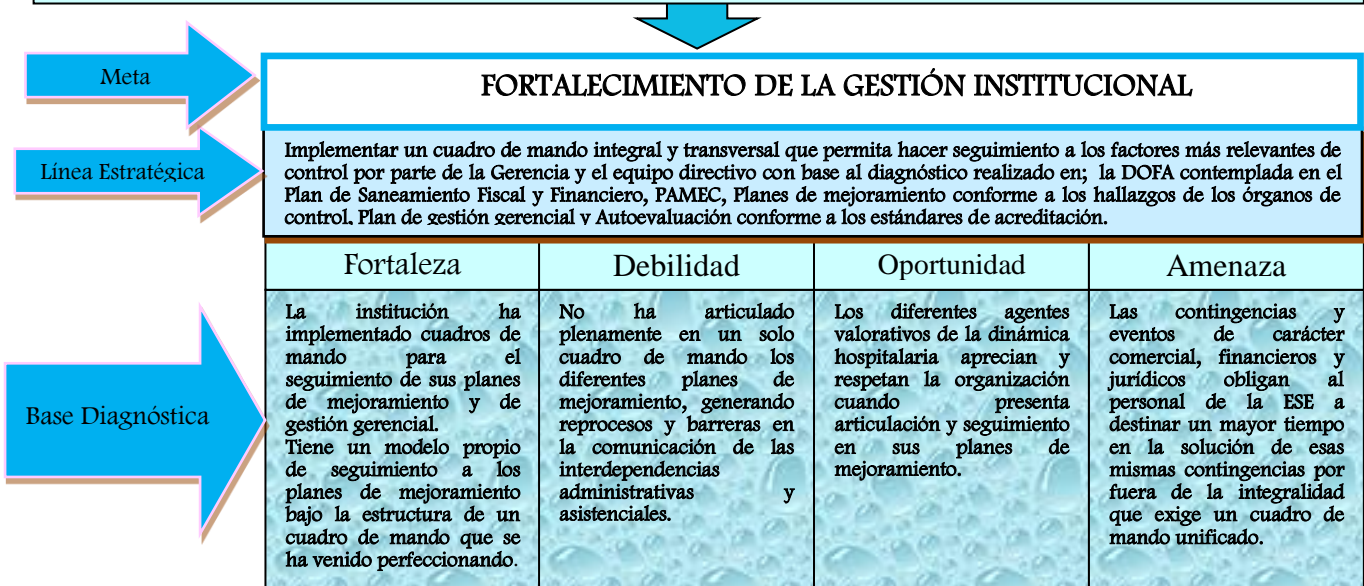 Meta
FORTALECIMIENTO DE LA GESTIÓN INSTITUCIONAL
Línea Estratégica
Implementar un cuadro de mando integral y transversal que permita hacer seguimiento a los factores más relevantes de
control por parte de la Gerencia y el equipo directivo con base al diagnóstico realizado en; la DOFA contemplada en el
Plan de Saneamiento Fiscal y Financiero, PAMEC, Planes de mejoramiento conforme a los hallazgos de los órganos de
control, Plan de gestión gerencial y Autoevaluación conforme a los estándares de acreditación.
Base Diagnóstica
Fortaleza
La institución ha
implementado cuadros de
mando para el
seguimiento de sus planes
de mejoramiento y de
gestión gerencial.
Tiene un modelo propio
de seguimiento a los
planes de mejoramiento
bajo la estructura de un
cuadro de mando que se
ha venido perfeccionando.
Debilidad
No ha articulado
plenamente en un solo
cuadro de mando los
diferentes planes de
mejoramiento, generando
reprocesos y barreras en
la comunicación de las
interdependencias
administrativas y
asistenciales.
Oportunidad
Los diferentes agentes
valorativos de la dinámica
hospitalaria aprecian y
respetan la organización
cuando presenta
articulación y seguimiento
en sus planes de
mejoramiento.
Amenaza
Las contingencias y
eventos de carácter
comercial, financieros y
jurídicos obligan al
personal de la ESE a
destinar un mayor tiempo
en la solución de esas
mismas contingencias por
fuera de la integralidad
que exige un cuadro de
mando unificado.